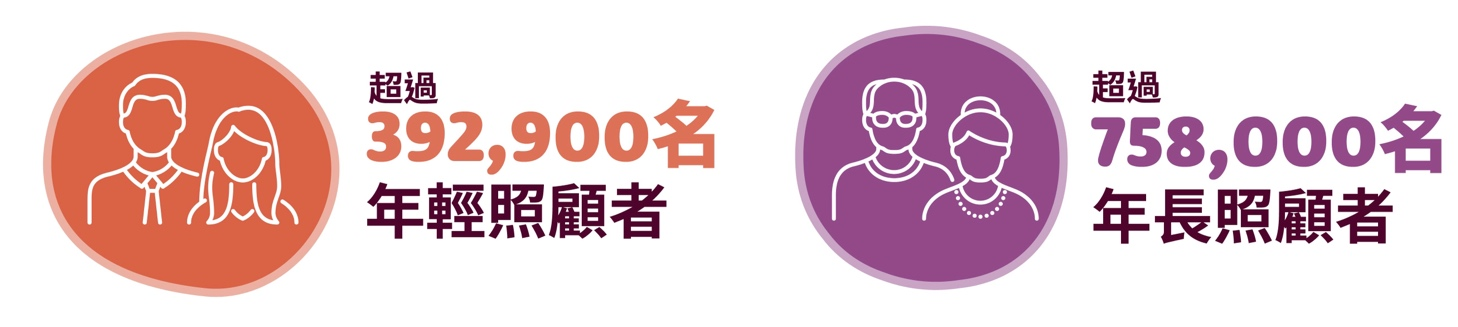 超過
392,900名
年輕照顧者
超過
758,000名
年長照顧者